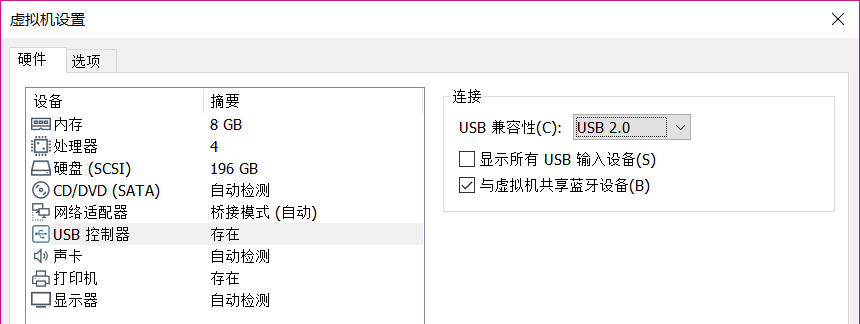 虚拟机设置
硬件 选项
设备 摘要
内存 8 GB
处理器 4
硬盘 (SCSI) 196 GB
CD/DVD (SATA) 自动检测
网络适配器 桥接模式 (自动)
USB 控制器 存在
声卡 自动检测
打印机 存在
显示器 自动检测
连接
USB 兼容性(C): USB 2.0
显示所有 USB 输入设备(S)
与虚拟机共享蓝牙设备(B)